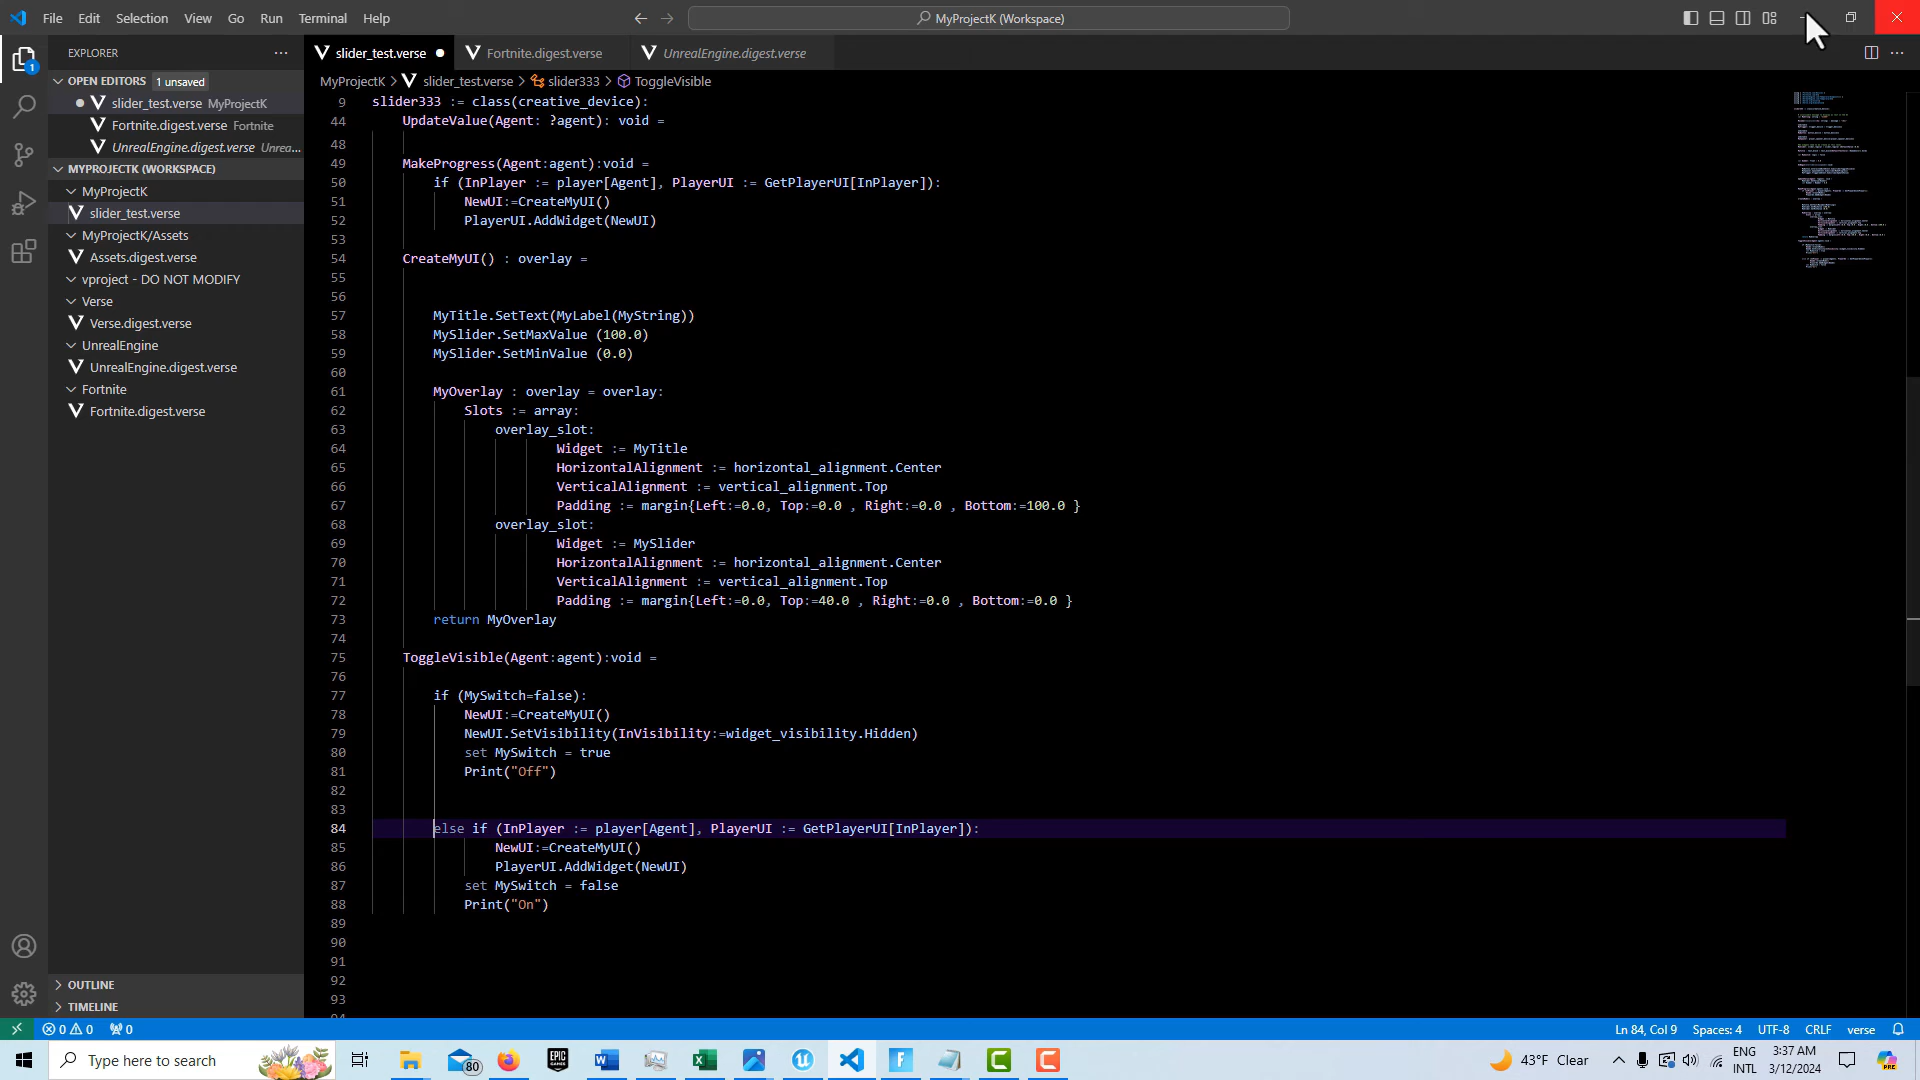 File Edit Selection View Go Run Terminal Help
MyProjectK (Workspace)
EXPLORER
OPEN EDITORS 1 unsaved
slider_test.verse MyProjectK
Fortnite.digest.verse Fortnite
UnrealEngine.digest.verse Unrea...
MYPROJECTK (WORKSPACE)
MyProjectK
slider_test.verse
MyProjectK/Assets
Assets.digest.verse
vproject - DO NOT MODIFY
Verse
Verse.digest.verse
UnrealEngine
UnrealEngine.digest.verse
Fortnite
Fortnite.digest.verse
OUTLINE
TIMELINE
slider_test.verse Fortnite.digest.verse UnrealEngine.digest.verse
MyProjectK > slider_test.verse > slider333 > ToggleVisible
9 slider333 := class(creative_device):
44 UpdateValue(Agent: ?agent): void =
48
49 MakeProgress(Agent:agent):void =
50 if (InPlayer := player[Agent], PlayerUI := GetPlayerUI[InPlayer]):
51 NewUI:=CreateMyUI()
52 PlayerUI.AddWidget(NewUI)
53
54 CreateMyUI() : overlay =
55
56
57 MyTitle.SetText(MyLabel(MyString))
58 MySlider.SetMaxValue (100.0)
59 MySlider.SetMinValue (0.0)
60
61 MyOverlay : overlay = overlay:
62 Slots := array:
63 overlay_slot:
64 Widget := MyTitle
65 HorizontalAlignment := horizontal_alignment.Center
66 VerticalAlignment := vertical_alignment.Top
67 Padding := margin{Left:=0.0, Top:=0.0 , Right:=0.0 , Bottom:=100.0 }
68 overlay_slot:
69 Widget := MySlider
70 HorizontalAlignment := horizontal_alignment.Center
71 VerticalAlignment := vertical_alignment.Top
72 Padding := margin{Left:=0.0, Top:=40.0 , Right:=0.0 , Bottom:=0.0 }
73 return MyOverlay
74
75 ToggleVisible(Agent:agent):void =
76
77 if (MySwitch=false):
78 NewUI:=CreateMyUI()
79 NewUI.SetVisibility(InVisibility:=widget_visibility.Hidden)
80 set MySwitch = true
81 Print("Off")
82
83
84 else if (InPlayer := player[Agent], PlayerUI := GetPlayerUI[InPlayer]):
85 NewUI:=CreateMyUI()
86 PlayerUI.AddWidget(NewUI)
87 set MySwitch = false
88 Print("On")
89
90
91
92
93
0 0 0 Ln 84, Col 9 Spaces: 4 UTF-8 CRLF verse
Type here to search 80 43°F Clear ENG INTL 3:37 AM 3/12/2024